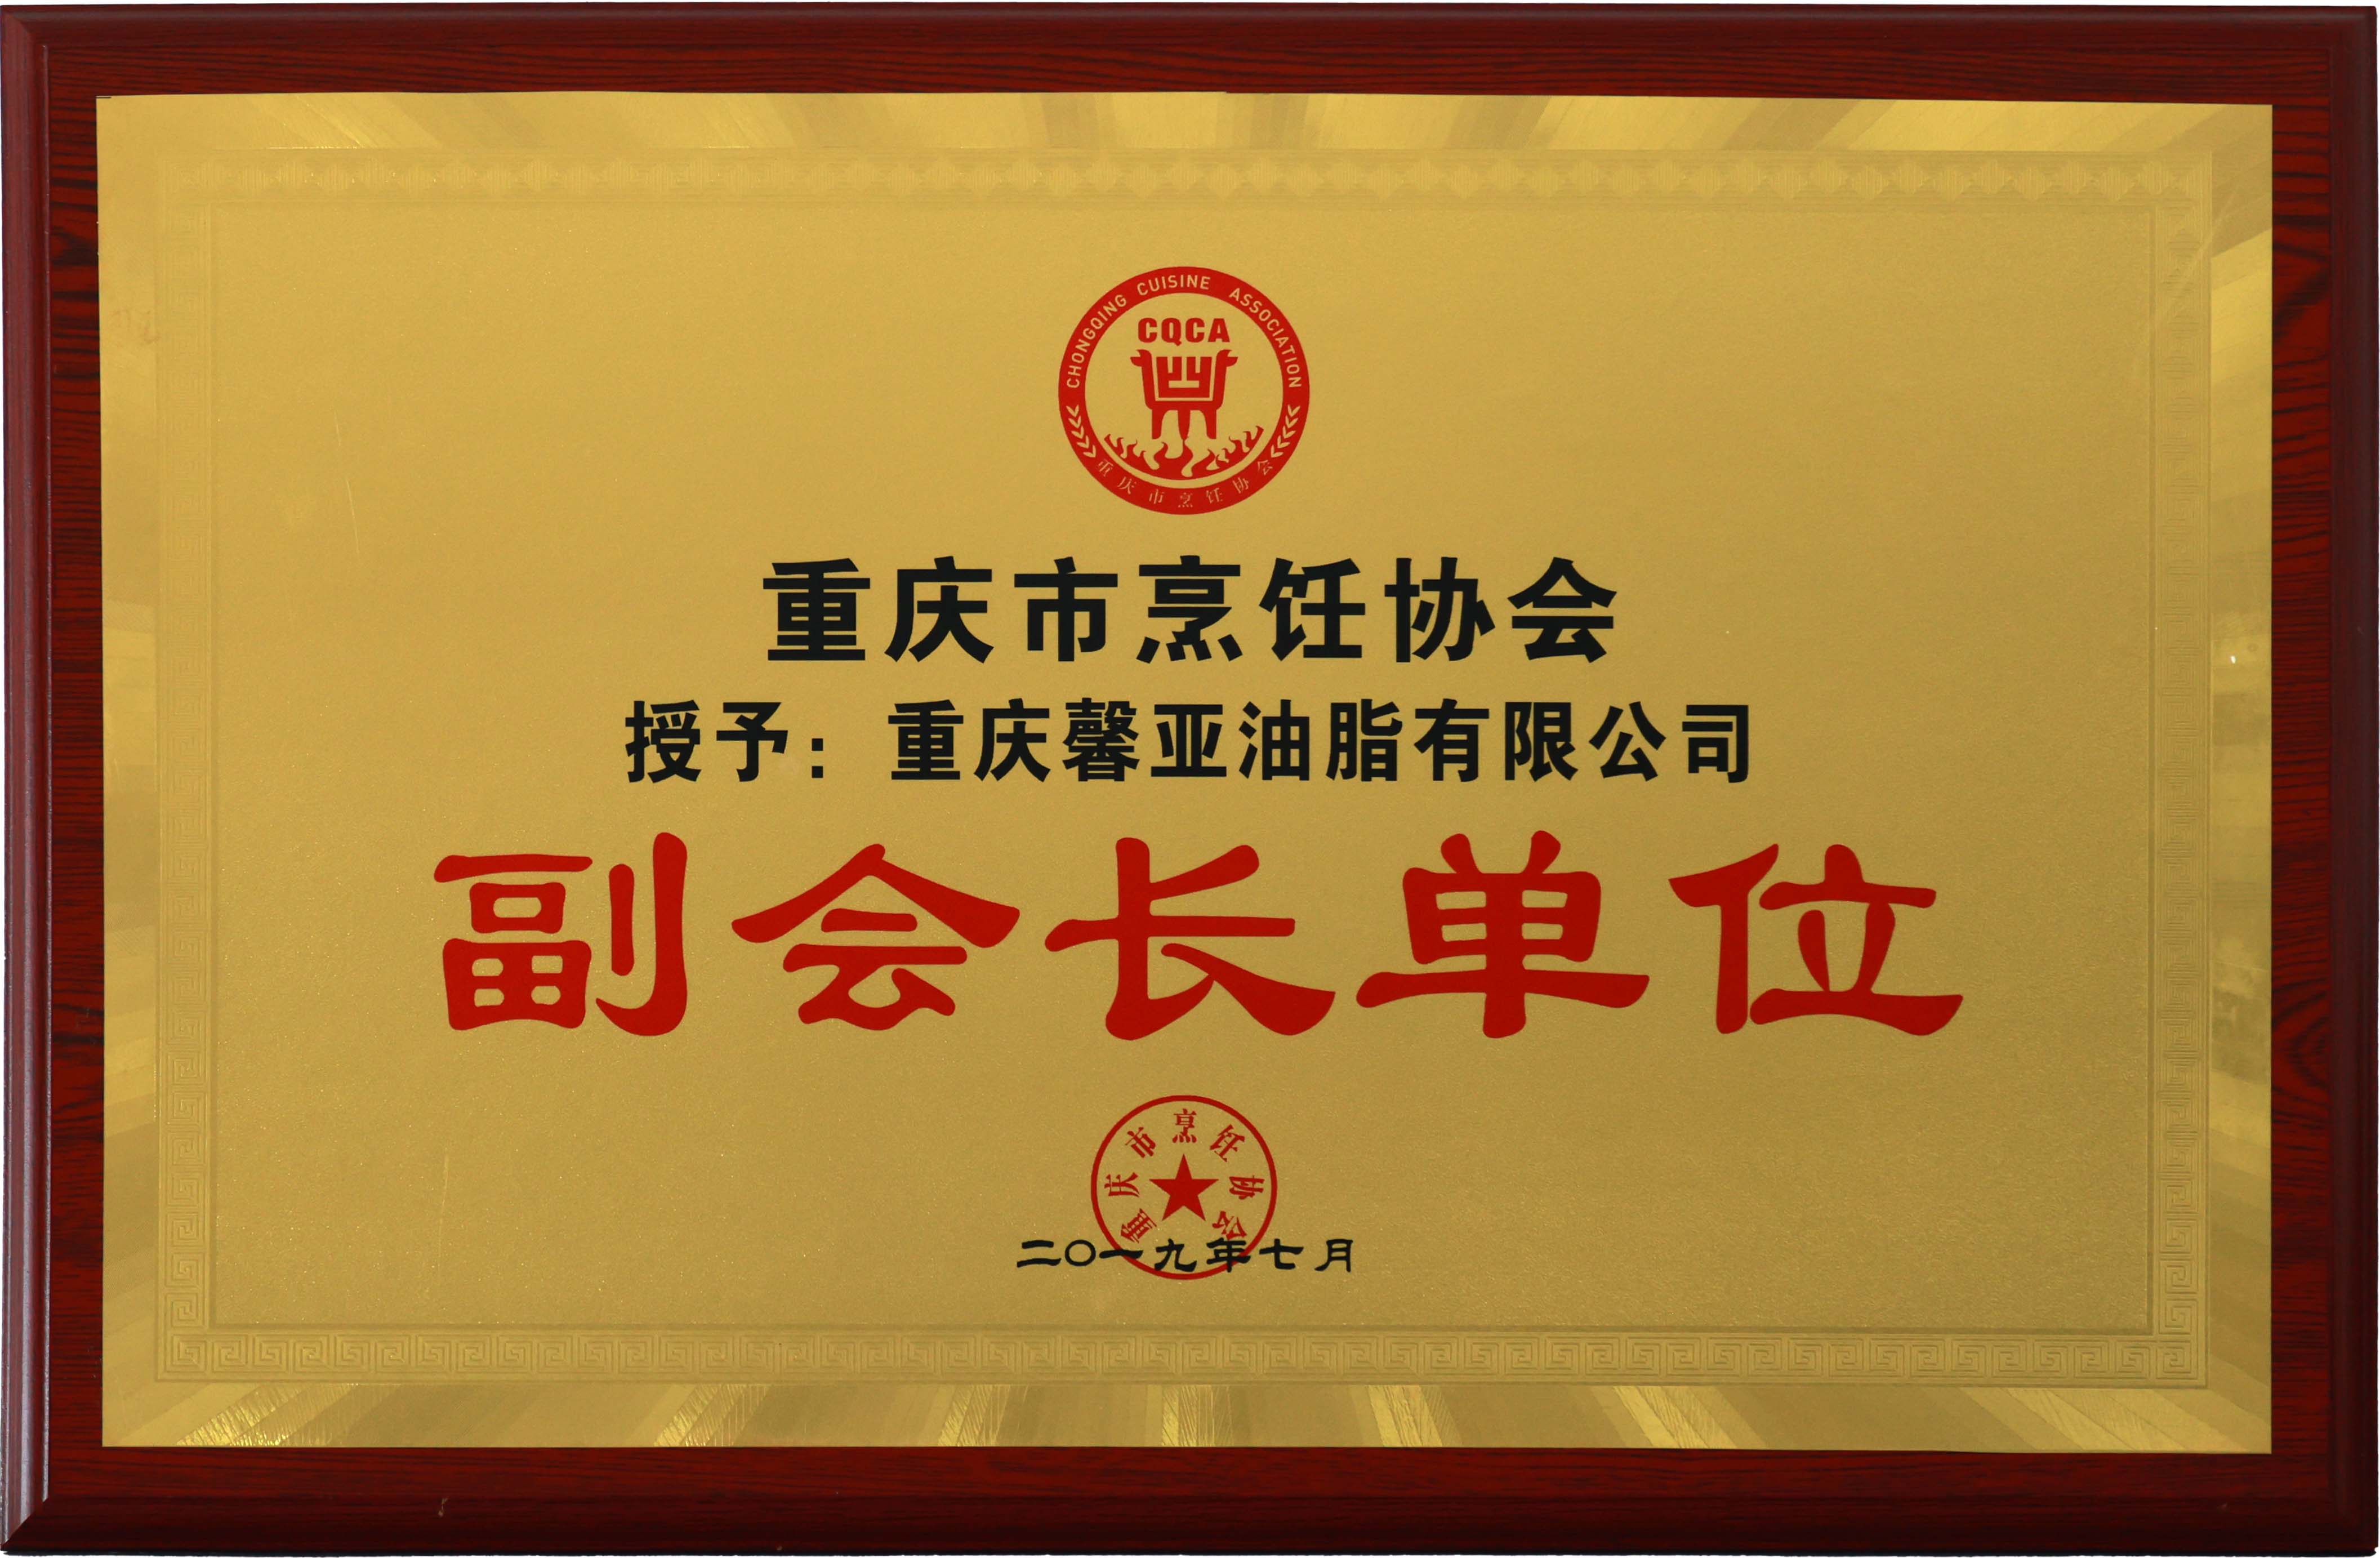 CHONGQING CUISINE ASSOCIATION
CQCA
重庆市烹饪协会
重庆市烹饪协会
授予：重庆馨亚油脂有限公司
副会长单位
重庆市烹饪协会
二〇一九年七月